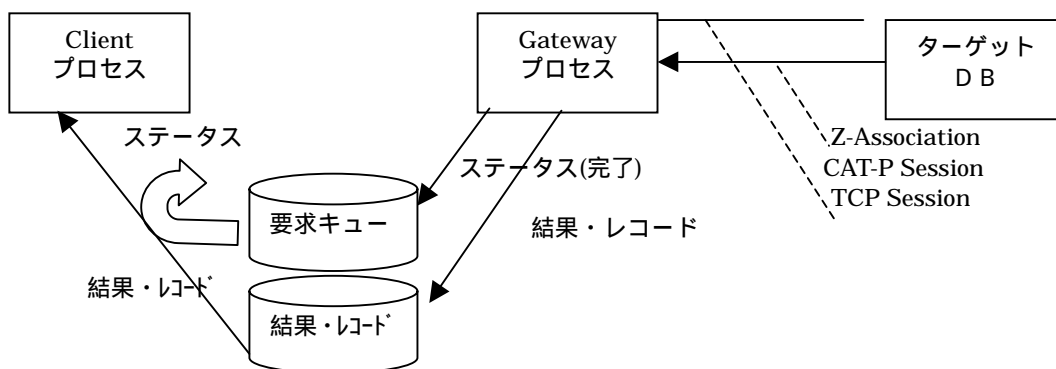 Client
プロセス
Gateway
プロセス
ターゲット
ＤＢ
ステータス
ステータス(完了)
Z-Association
CAT-P Session
TCP Session
要求キュー
結果・レコード
結果・ﾚｺｰﾄﾞ
結果・ﾚｺｰﾄﾞ